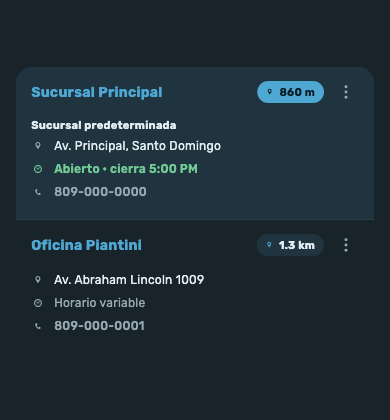 Sucursal Principal
860 m
Sucursal predeterminada
Av. Principal, Santo Domingo
Abierto • cierra 5:00 PM
809-000-0000
Oficina Piantini
1.3 km
Av. Abraham Lincoln 1009
Horario variable
809-000-0001